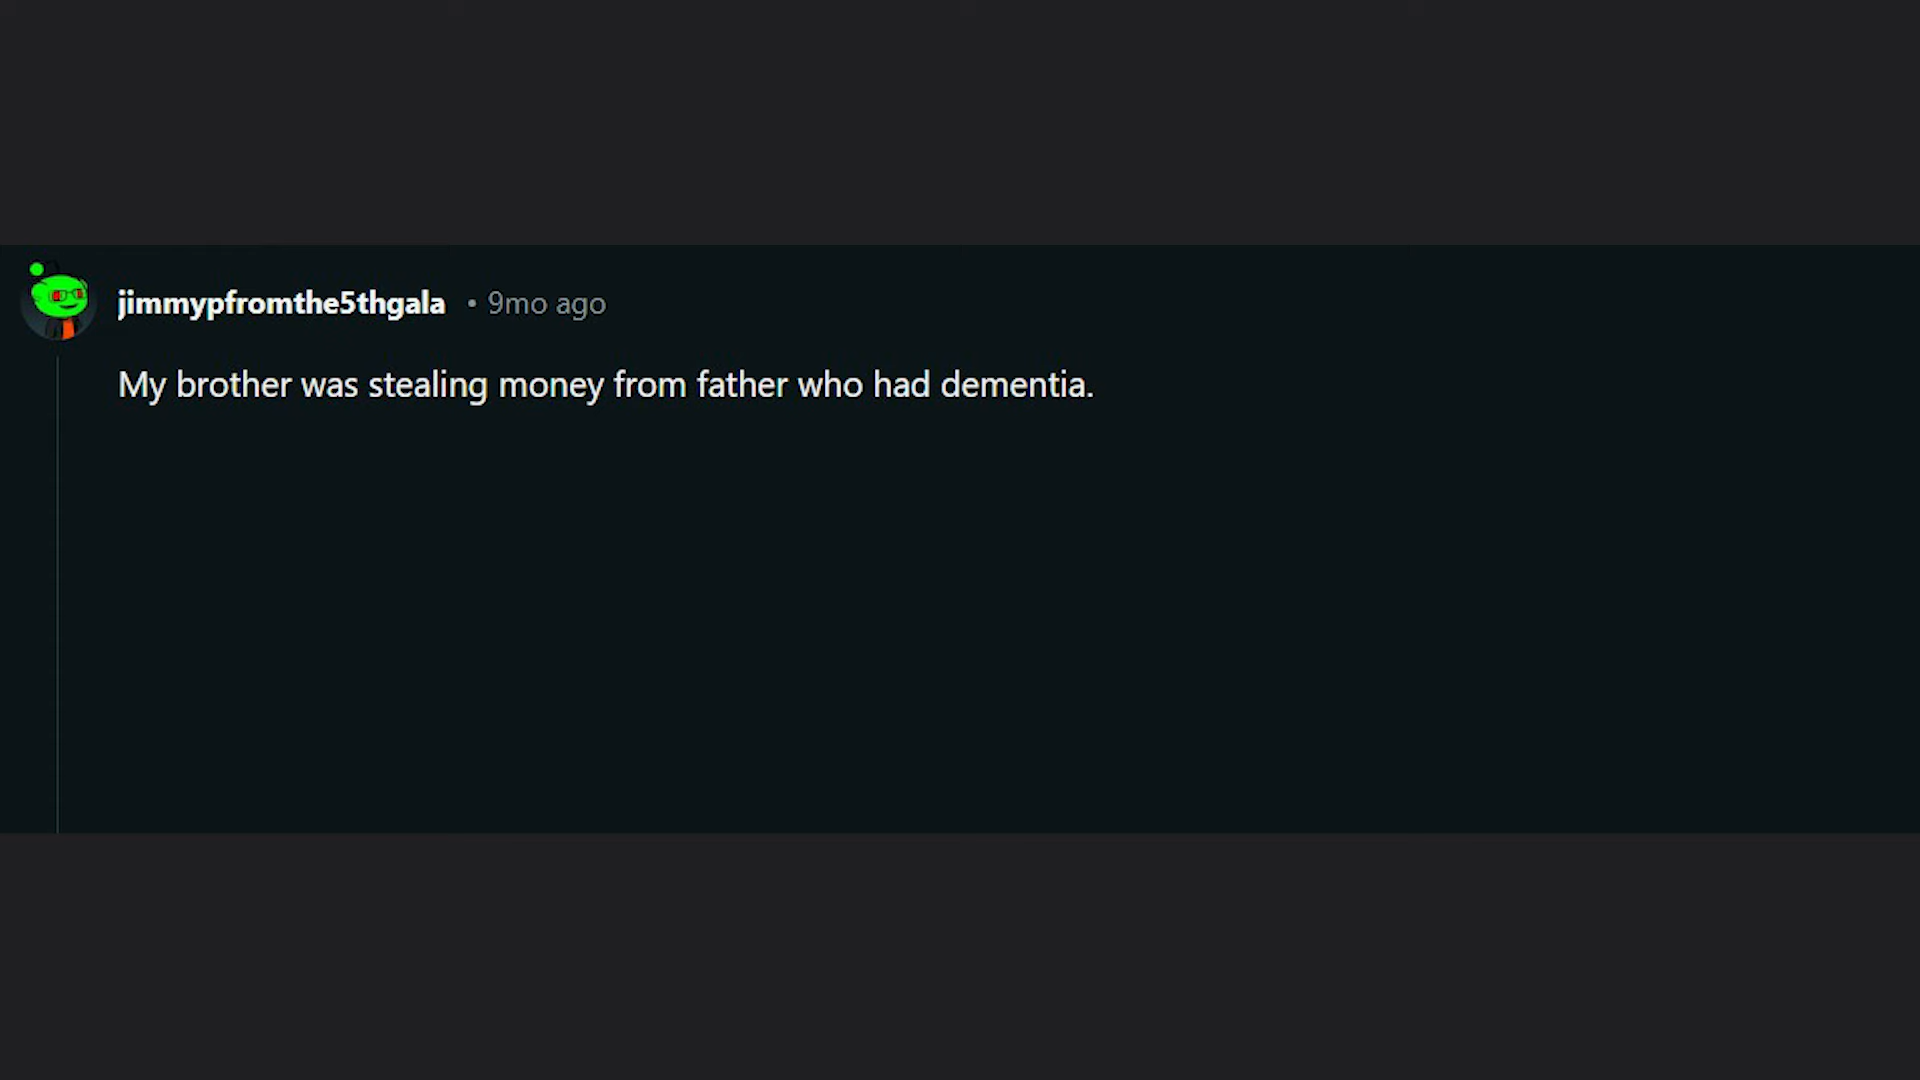 jimmypfromthe5thgala • 9mo ago
My brother was stealing money from father who had dementia.